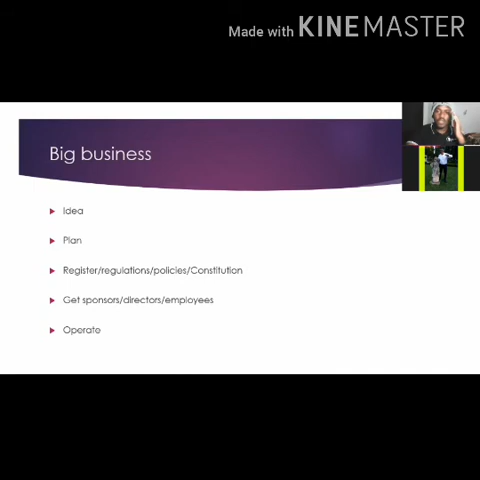 Made with KINEMASTER
Big business
Idea
Plan
Register/regulations/policies/Constitution
Get sponsors/directors/employees
Operate